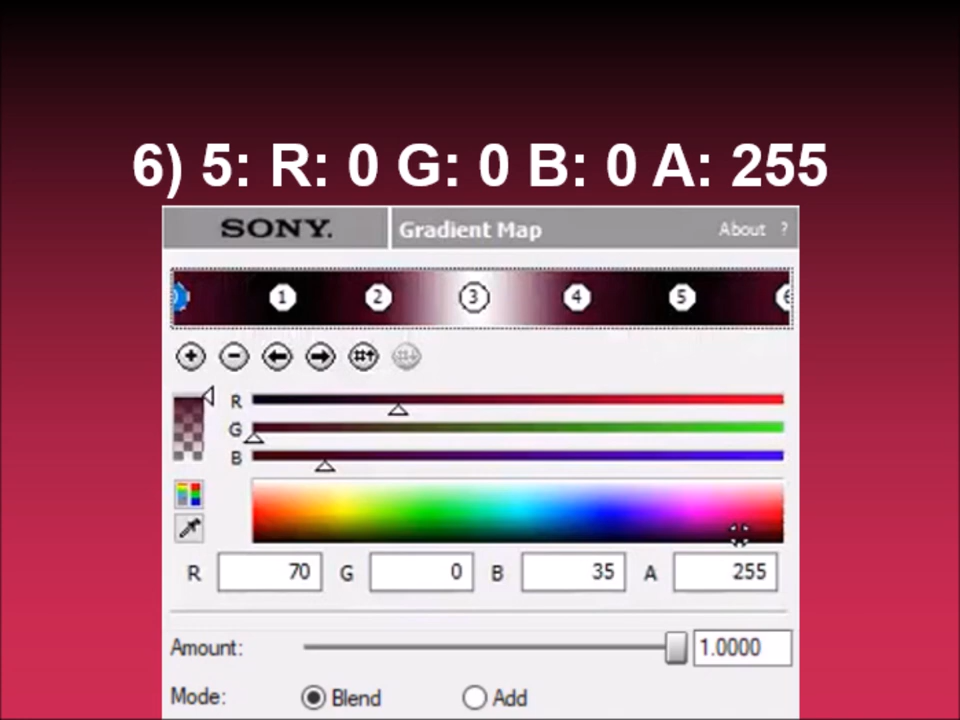 6) 5: R: 0 G: 0 B: 0 A: 255
SONY. Gradient Map About ?
1 2 3 4 5
R
G
B
R 70 G 0 B 35 A 255
Amount: 1.0000
Mode: Blend Add